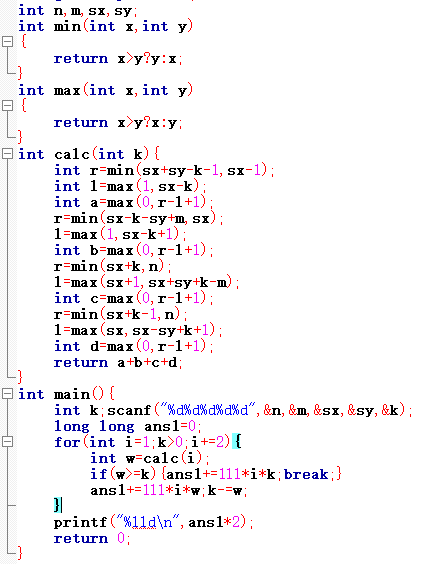 int n,m,sx,sy;
int min(int x,int y)
{
return x>y?y:x;
}
int max(int x,int y)
{
return x>y?x:y;
}
int calc(int k){
int r=min(sx+sy-k-1,sx-1);
int l=max(1,sx-k);
int a=max(0,r-l+1);
r=min(sx-k-sy+m,sx);
l=max(1,sx-k+1);
int b=max(0,r-l+1);
r=min(sx+k,n);
l=max(sx+1,sx+sy+k-m);
int c=max(0,r-l+1);
r=min(sx+k-1,n);
l=max(sx,sx-sy+k+1);
int d=max(0,r-l+1);
return a+b+c+d;
}
int main(){
int k;scanf("%d%d%d%d%d",&n,&m,&sx,&sy,&k);
long long ans1=0;
for(int i=1;k>0;i+=2){
int w=calc(i);
if(w>=k){ans1+=1ll*i*k;break;}
ans1+=1ll*i*w;k-=w;
}
printf("%lld\n",ans1*2);
return 0;
}